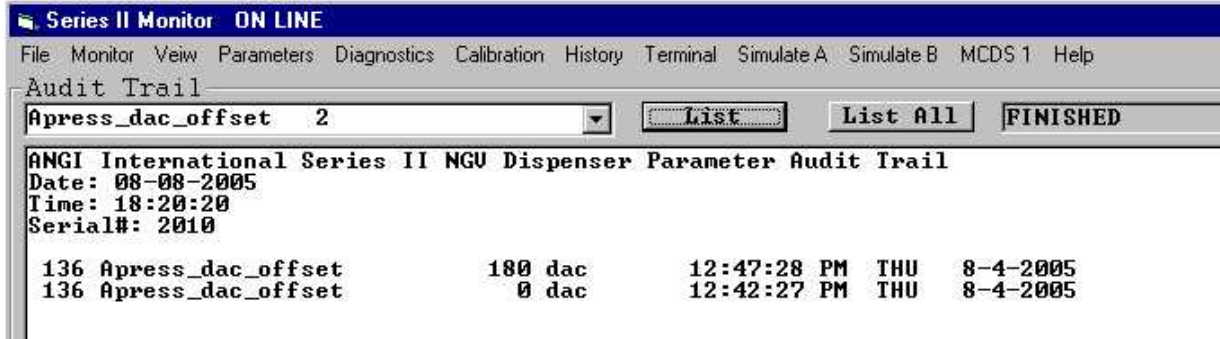 Series II Monitor ON LINE
File Monitor Veiw Parameters Diagnostics Calibration History Terminal Simulate A Simulate B MCDS 1 Help
Audit Trail
Apress_dac_offset 2 List List All FINISHED
ANGI International Series II NGV Dispenser Parameter Audit Trail
Date: 08-08-2005
Time: 18:20:20
Serial#: 2010
136 Apress_dac_offset 180 dac 12:47:28 PM THU 8-4-2005
136 Apress_dac_offset 0 dac 12:42:27 PM THU 8-4-2005